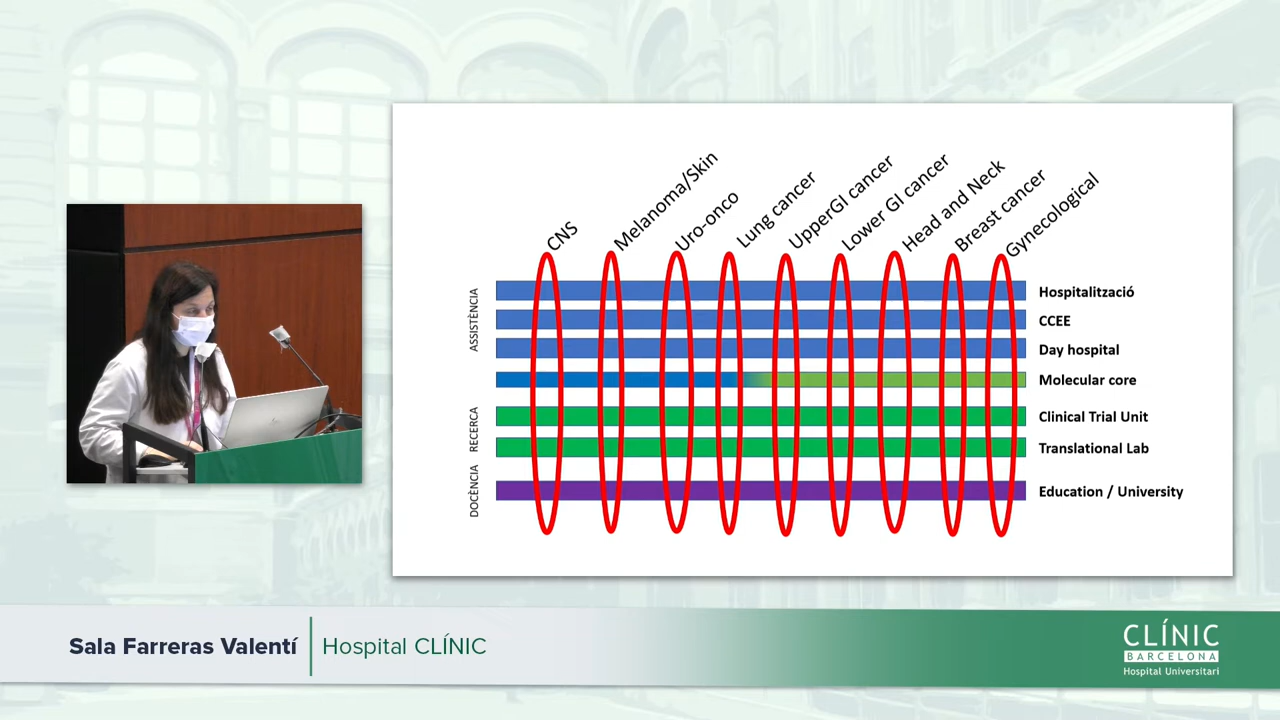 CNS
Melanoma/Skin
Uro-onco
Lung cancer
UpperGI cancer
Lower GI cancer
Head and Neck
Breast cancer
Gynecological
ASSISTÈNCIA
Hospitalització
CCEE
Day hospital
Molecular core
RECERCA
Clinical Trial Unit
Translational Lab
DOCÈNCIA
Education / University
Sala Farreras Valentí
Hospital CLÍNIC
CLÍNIC
BARCELONA
Hospital Universitari